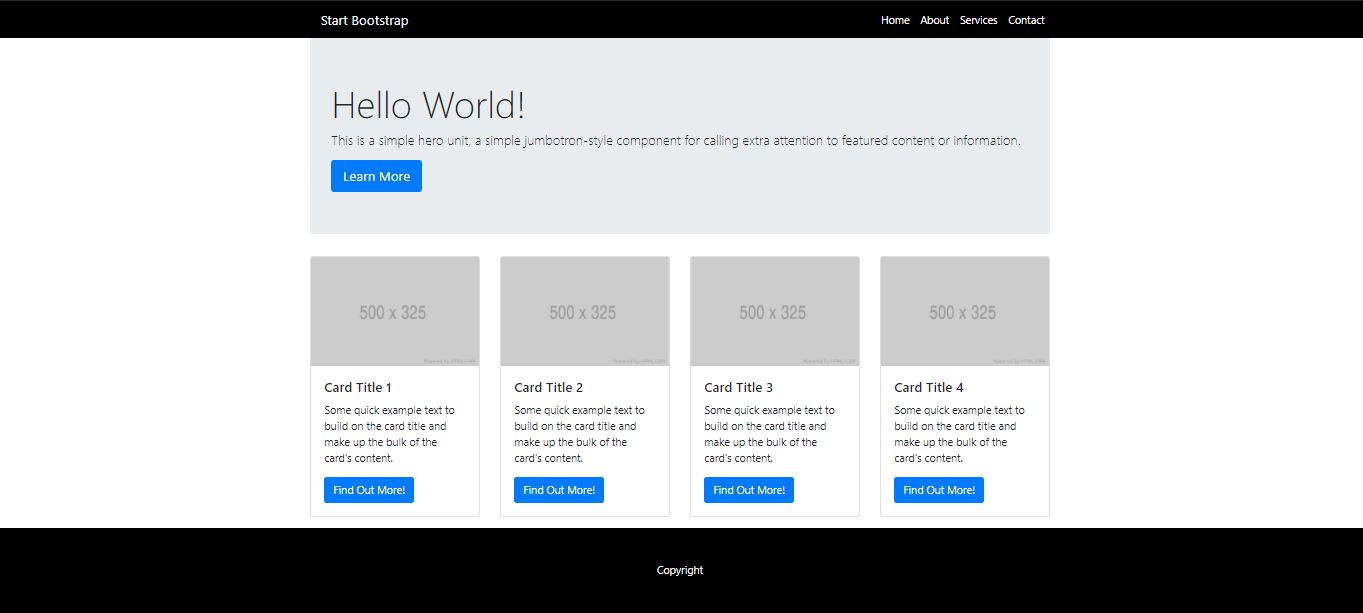 Start Bootstrap
Home About Services Contact
Hello World!
This is a simple hero unit, a simple jumbotron-style component for calling extra attention to featured content or information.
Learn More
500 x 325
Powered by HTML.COM
Card Title 1
Some quick example text to
build on the card title and
make up the bulk of the
card's content.
Find Out More!
500 x 325
Powered by HTML.COM
Card Title 2
Some quick example text to
build on the card title and
make up the bulk of the
card's content.
Find Out More!
500 x 325
Powered by HTML.COM
Card Title 3
Some quick example text to
build on the card title and
make up the bulk of the
card's content.
Find Out More!
500 x 325
Powered by HTML.COM
Card Title 4
Some quick example text to
build on the card title and
make up the bulk of the
card's content.
Find Out More!
Copyright